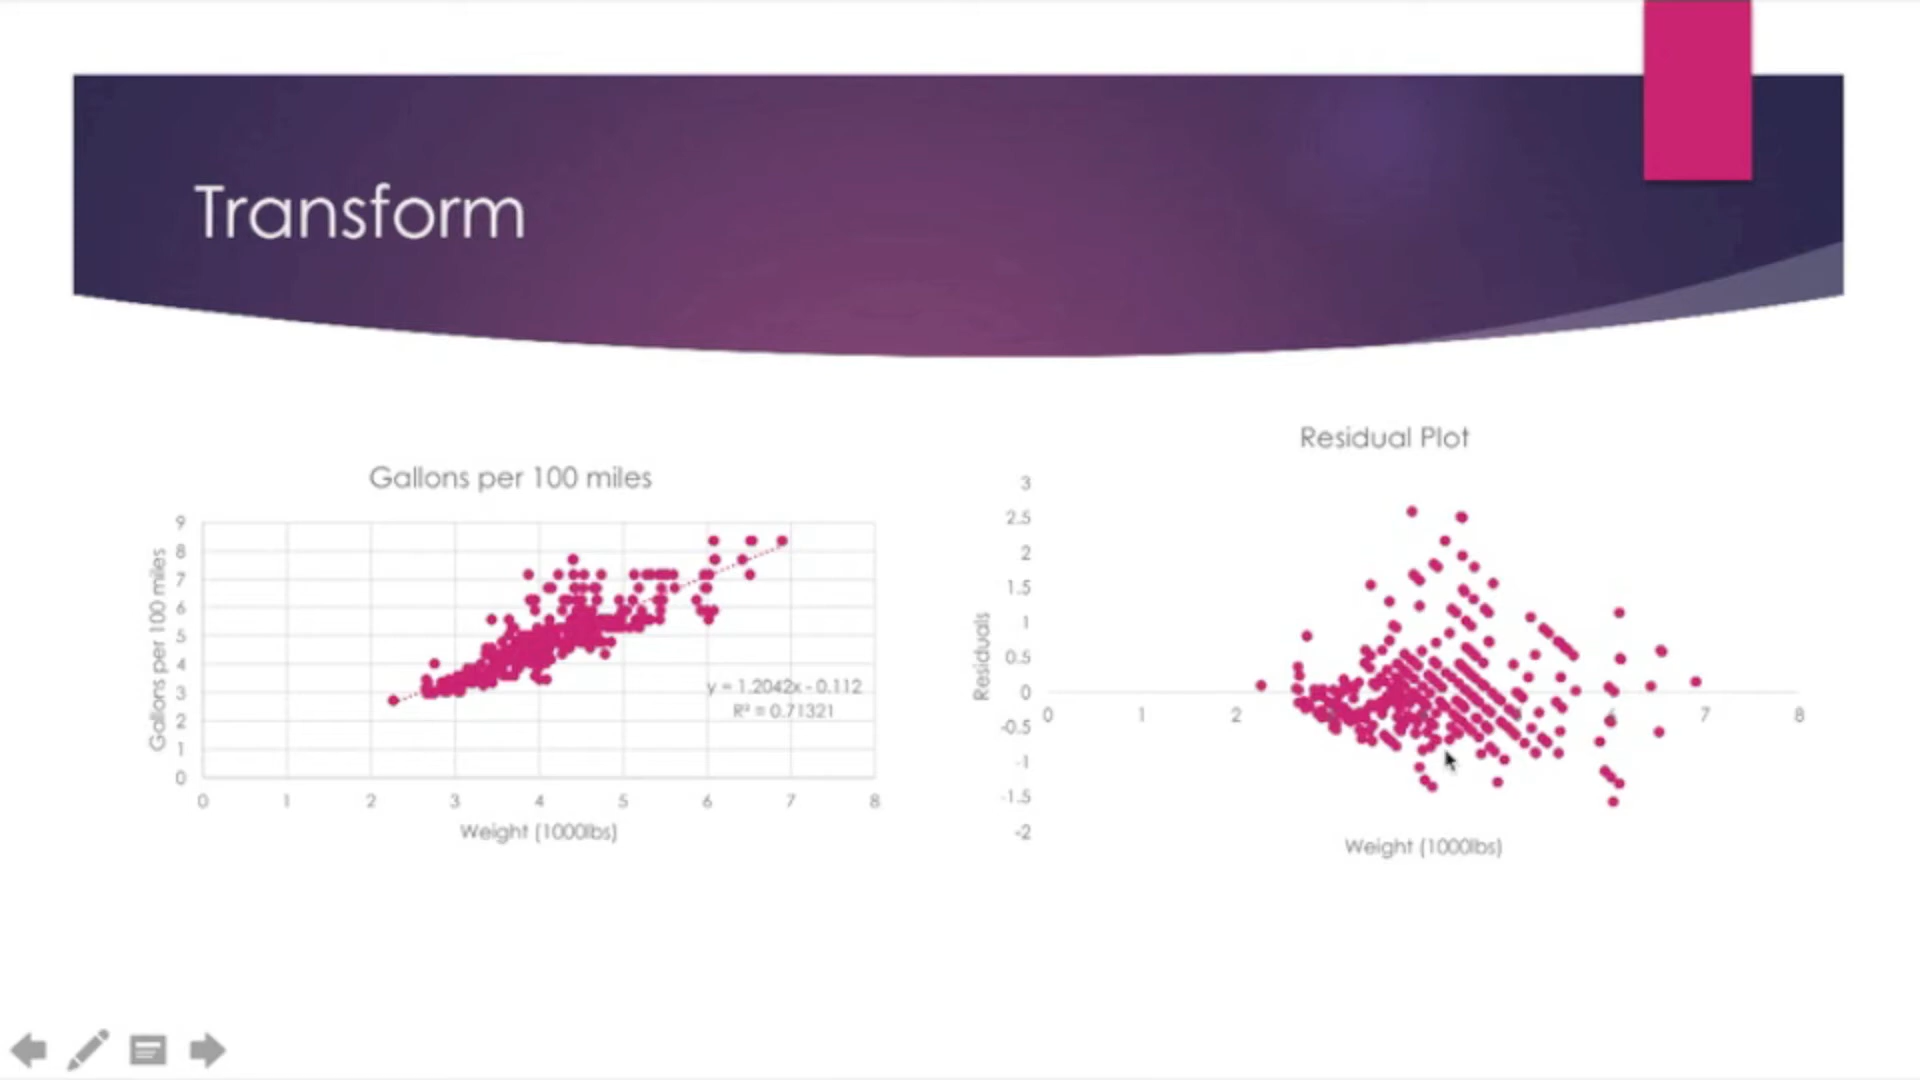 Transform
Gallons per 100 miles
Gallons per 100 miles
9
8
7
6
5
4
3
2
1
0
y = 1.2042x - 0.112
R² = 0.71321
0 1 2 3 4 5 6 7 8
Weight (1000lbs)
Residual Plot
Residuals
3
2.5
2
1.5
1
0.5
0
-0.5
-1
-1.5
-2
0 1 2 6 7 8
Weight (1000lbs)